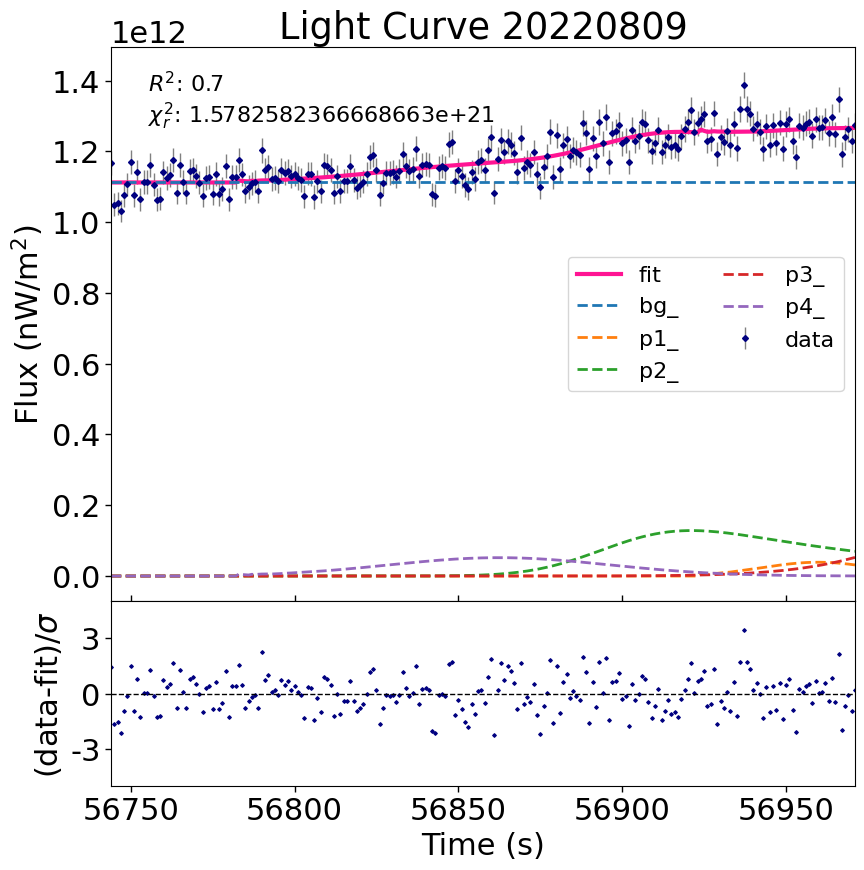 Light Curve 20220809
1e12
R²: 0.7
χ²ᵣ: 1.5782582366668663e+21
1.4
1.2
1.0
0.8
0.6
0.4
0.2
0.0
Flux (nW/m²)
fit
bg_
p1_
p2_
p3_
p4_
data
3
0
-3
(data-fit)/σ
56750 56800 56850 56900 56950
Time (s)